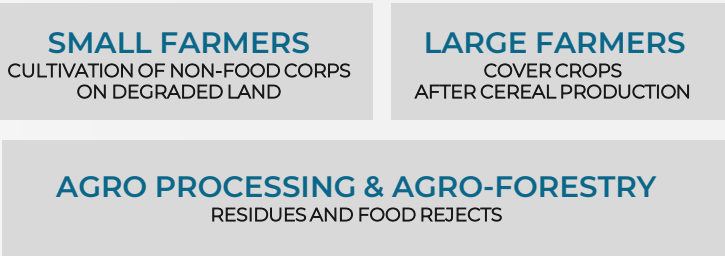 SMALL FARMERS
CULTIVATION OF NON-FOOD CORPS
ON DEGRADED LAND
LARGE FARMERS
COVER CROPS
AFTER CEREAL PRODUCTION
AGRO PROCESSING & AGRO-FORESTRY
RESIDUES AND FOOD REJECTS